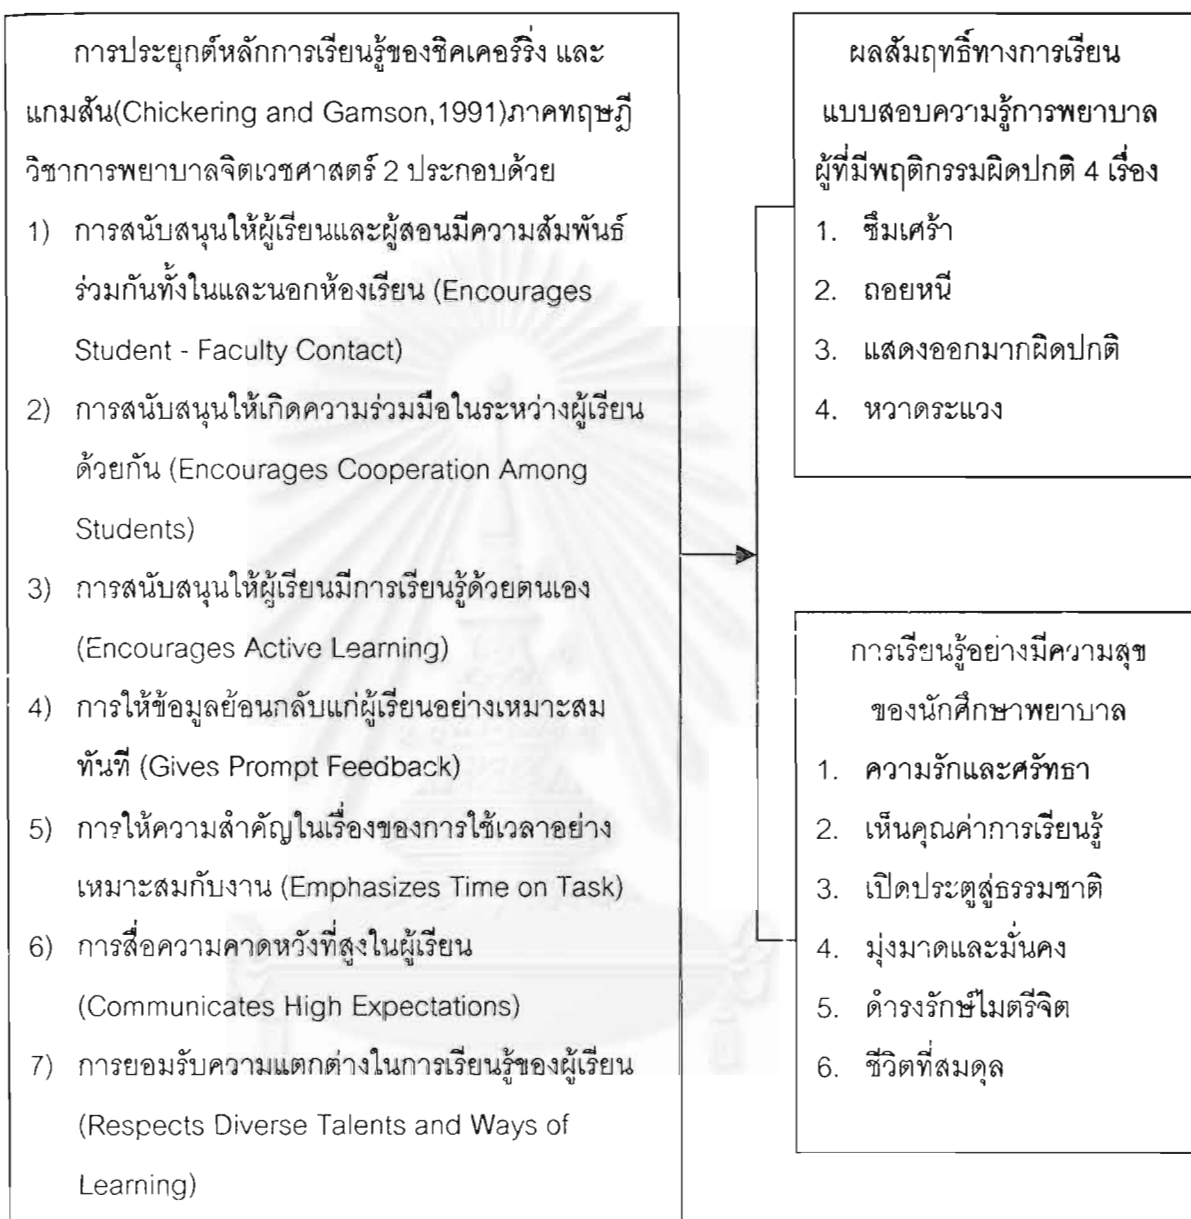 การประยุกต์หลักการเรียนรู้ของชิคเคอร์ริ่ง และ
แกมสัน(Chickering and Gamson,1991)ภาคทฤษฎี
วิชาการพยาบาลจิตเวชศาสตร์ 2 ประกอบด้วย
1) การสนับสนุนให้ผู้เรียนและผู้สอนมีความสัมพันธ์
ร่วมกันทั้งในและนอกห้องเรียน (Encourages
Student - Faculty Contact)
2) การสนับสนุนให้เกิดความร่วมมือในระหว่างผู้เรียน
ด้วยกัน (Encourages Cooperation Among
Students)
3) การสนับสนุนให้ผู้เรียนมีการเรียนรู้ด้วยตนเอง
(Encourages Active Learning)
4) การให้ข้อมูลย้อนกลับแก่ผู้เรียนอย่างเหมาะสม
ทันที (Gives Prompt Feedback)
5) การให้ความสำคัญในเรื่องของการใช้เวลาอย่าง
เหมาะสมกับงาน (Emphasizes Time on Task)
6) การสื่อความคาดหวังที่สูงในผู้เรียน
(Communicates High Expectations)
7) การยอมรับความแตกต่างในการเรียนรู้ของผู้เรียน
(Respects Diverse Talents and Ways of
Learning)
ผลสัมฤทธิ์ทางการเรียน
แบบสอบความรู้การพยาบาล
ผู้ที่มีพฤติกรรมผิดปกติ 4 เรื่อง
1. ซึมเศร้า
2. ถอยหนี
3. แสดงออกมากผิดปกติ
4. หวาดระแวง
การเรียนรู้อย่างมีความสุข
ของนักศึกษาพยาบาล
1. ความรักและศรัทธา
2. เห็นคุณค่าการเรียนรู้
3. เปิดประตูสู่ธรรมชาติ
4. มุ่งมาดและมั่นคง
5. ดำรงรักษ์ไมตรีจิต
6. ชีวิตที่สมดุล